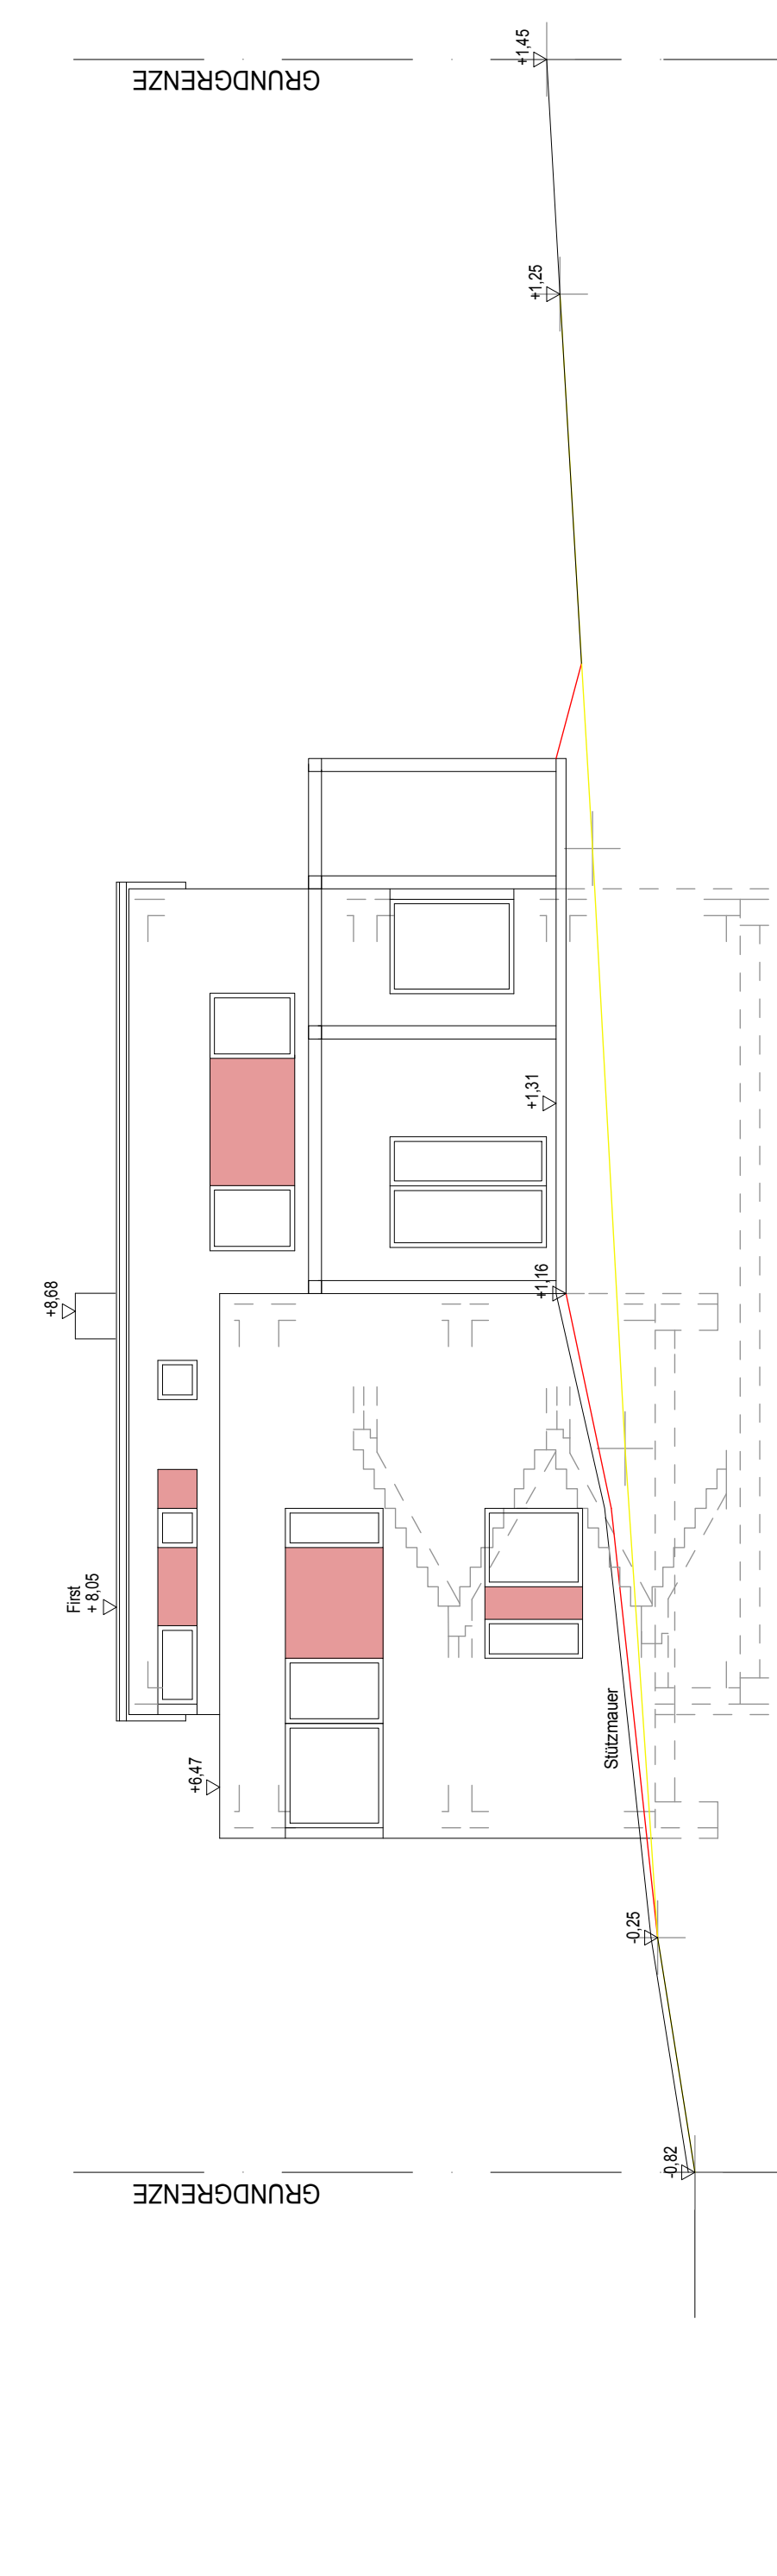 GRUNDGRENZE
+1,45
+1,25
+1,31
+1,16
+8,68
First
+ 8,05
+6,47
Stützmauer
-0,25
-0,82
GRUNDGRENZE